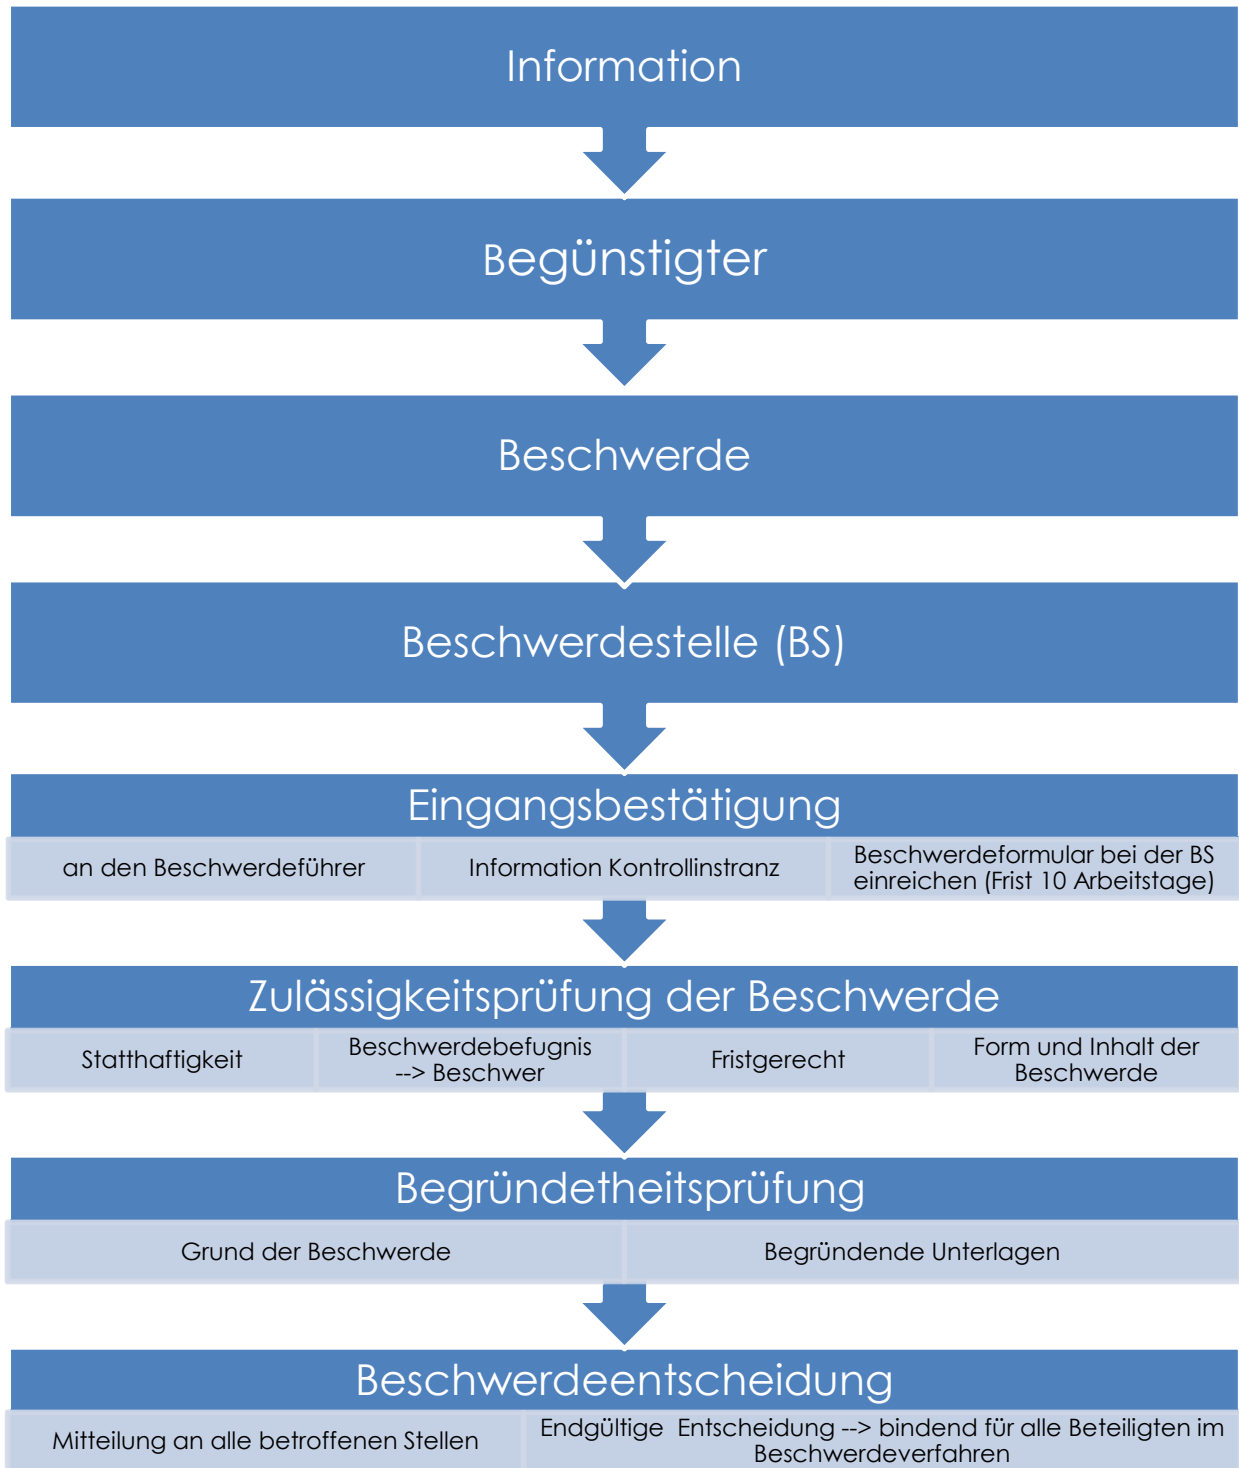 Information
Begünstigter
Beschwerde
Beschwerdestelle (BS)
Eingangsbestätigung
an den Beschwerdeführer
Information Kontrollinstranz
Beschwerdeformular bei der BS
einreichen (Frist 10 Arbeitstage)
Zulässigkeitsprüfung der Beschwerde
Statthaftigkeit
Beschwerdebefugnis
--> Beschwer
Fristgerecht
Form und Inhalt der
Beschwerde
Begründetheitsprüfung
Grund der Beschwerde
Begründende Unterlagen
Beschwerdeentscheidung
Mitteilung an alle betroffenen Stellen
Endgültige Entscheidung --> bindend für alle Beteiligten im
Beschwerdeverfahren